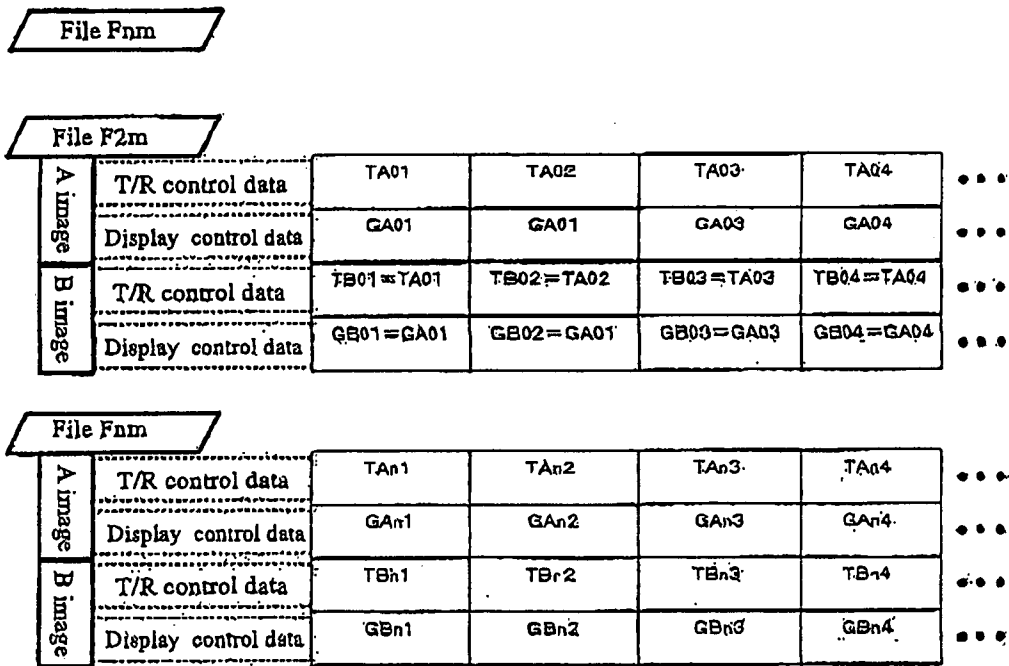 File Fnm
File F2m
A image
T/R control data TA01 TA02 TA03 TA04 • • •
Display control data GA01 GA01 GA03 GA04 • • •
B image
T/R control data TB01=TA01 TB02=TA02 TB03=TA03 TB04=TA04 • • •
Display control data GB01=GA01 GB02=GA01 GB03=GA03 GB04=GA04 • • •
File Fnm
A image
T/R control data TAn1 TAn2 TAn3 TAn4 • • •
Display control data GAn1 GAn2 GAn3 GAn4 • • •
B image
T/R control data TBn1 TBn2 TBn3 TBn4 • • •
Display control data GBn1 GBn2 GBn3 GBn4 • • •